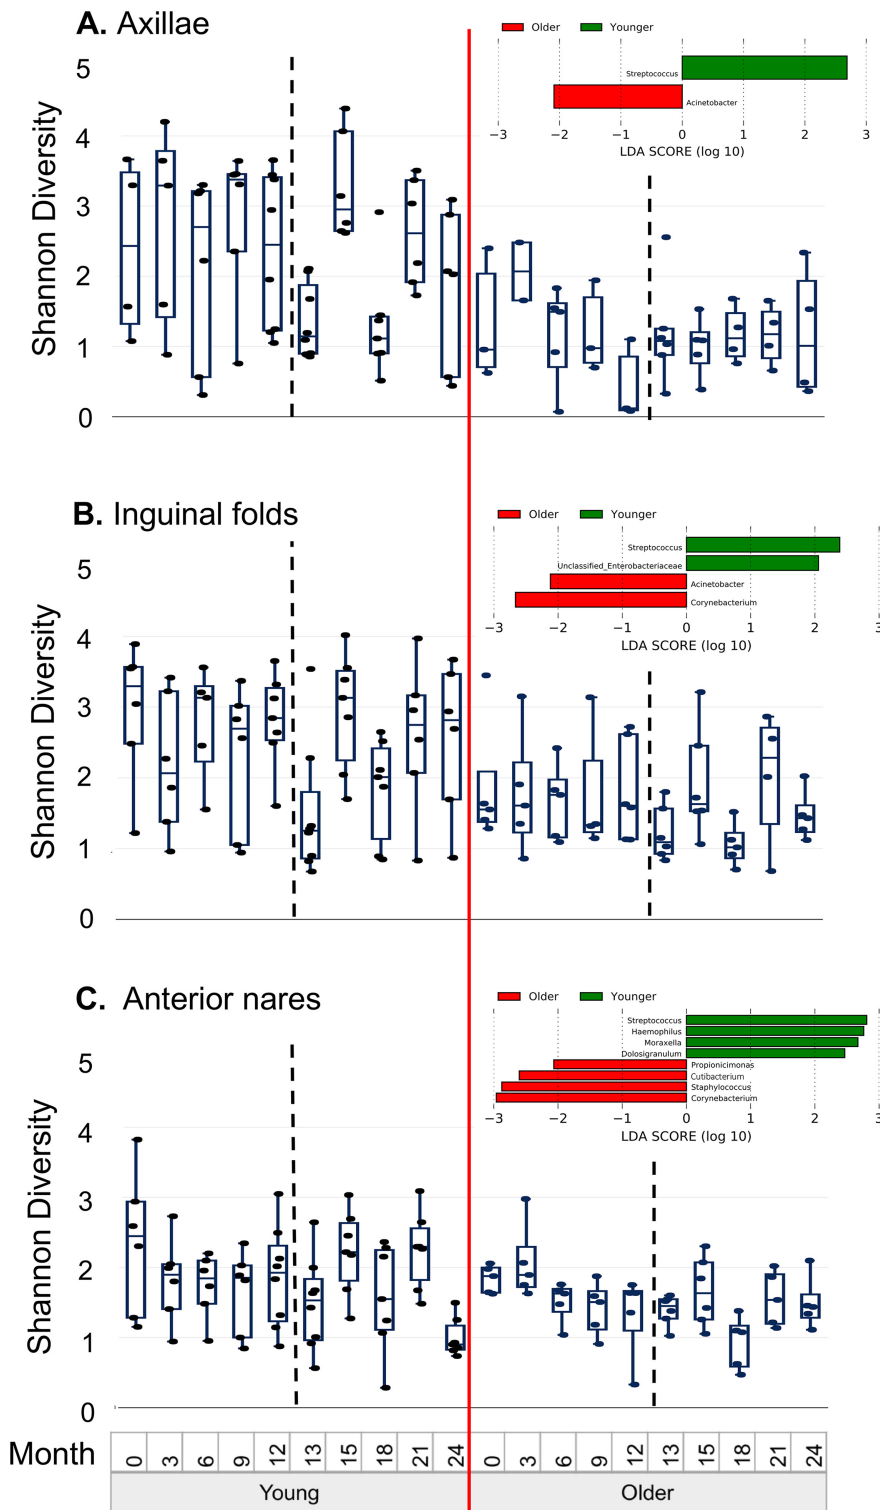 A. Axillae
Older Younger
Streptococcus
Acinetobacter
−3 −2 −1 0 1 2 3
LDA SCORE (log 10)
Shannon Diversity
5
4
3
2
1
0
B. Inguinal folds
Older Younger
Streptococcus
Unclassified_Enterobacteriaceae
Acinetobacter
Corynebacterium
−3 −2 −1 0 1 2 3
LDA SCORE (log 10)
Shannon Diversity
5
4
3
2
1
0
C. Anterior nares
Older Younger
Streptococcus
Haemophilus
Moraxella
Dolosigranulum
Propionicimonas
Cutibacterium
Staphylococcus
Corynebacterium
−3 −2 −1 0 1 2 3
LDA SCORE (log 10)
Shannon Diversity
5
4
3
2
1
0
Month 0 3 6 9 12 13 15 18 21 24 0 3 6 9 12 13 15 18 21 24
Young Older